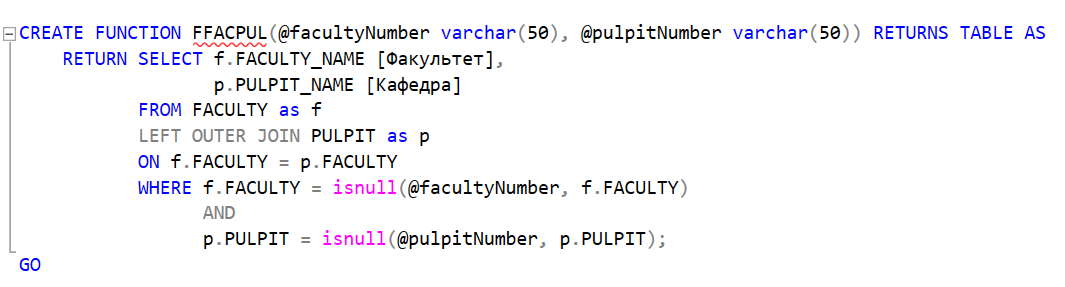 CREATE FUNCTION FFACPUL(@facultyNumber varchar(50), @pulpitNumber varchar(50)) RETURNS TABLE AS
RETURN SELECT f.FACULTY_NAME [Факультет],
p.PULPIT_NAME [Кафедра]
FROM FACULTY as f
LEFT OUTER JOIN PULPIT as p
ON f.FACULTY = p.FACULTY
WHERE f.FACULTY = isnull(@facultyNumber, f.FACULTY)
AND
p.PULPIT = isnull(@pulpitNumber, p.PULPIT);
GO